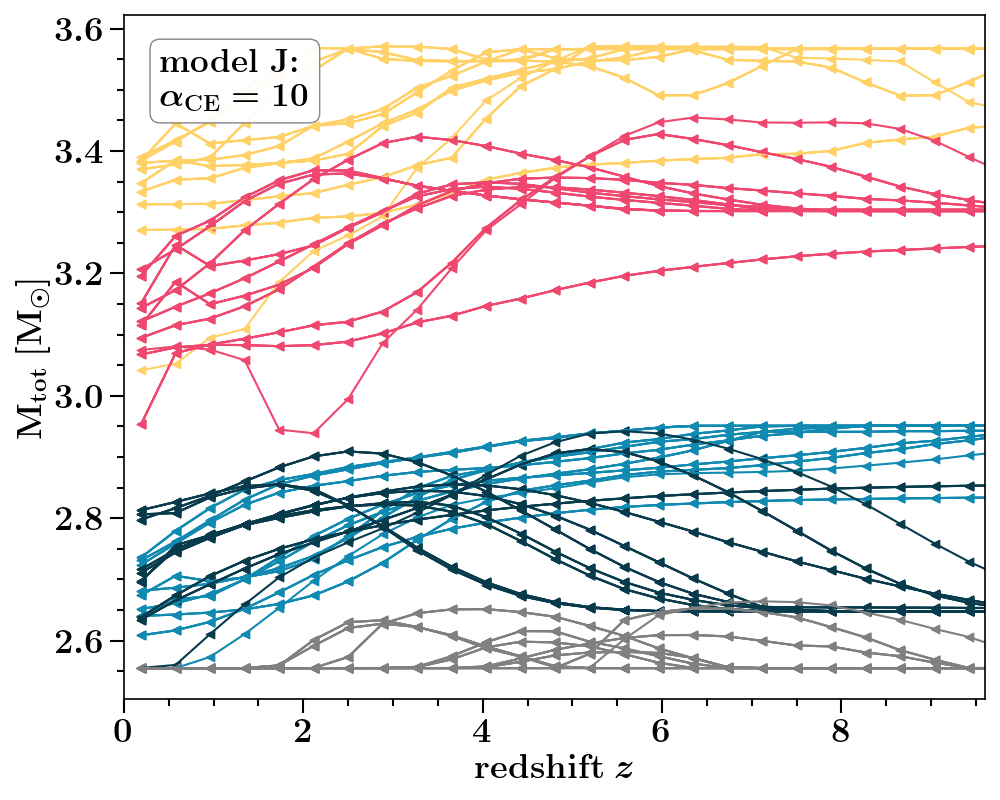 model J:
α_CE = 10
M_tot [M_⊙]
3.6
3.4
3.2
3.0
2.8
2.6
0 2 4 6 8
redshift z